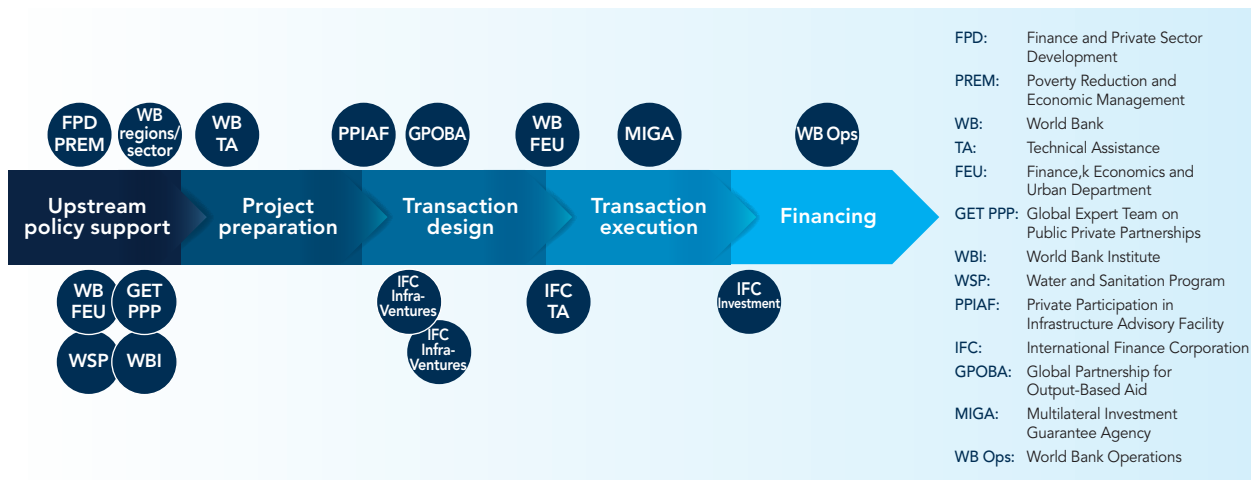 FPD
PREM
WB
regions/
sector
WB
TA
PPIAF
GPOBA
WB
FEU
MIGA
WB Ops
Upstream
policy support
Project
preparation
Transaction
design
Transaction
execution
Financing
WB
FEU
GET
PPP
WSP
WBI
IFC
Infra-
Ventures
IFC
Infra-
Ventures
IFC
TA
IFC
Investment
FPD: Finance and Private Sector
Development
PREM: Poverty Reduction and
Economic Management
WB: World Bank
TA: Technical Assistance
FEU: Finance,k Economics and
Urban Department
GET PPP: Global Expert Team on
Public Private Partnerships
WBI: World Bank Institute
WSP: Water and Sanitation Program
PPIAF: Private Participation in
Infrastructure Advisory Facility
IFC: International Finance Corporation
GPOBA: Global Partnership for
Output-Based Aid
MIGA: Multilateral Investment
Guarantee Agency
WB Ops: World Bank Operations